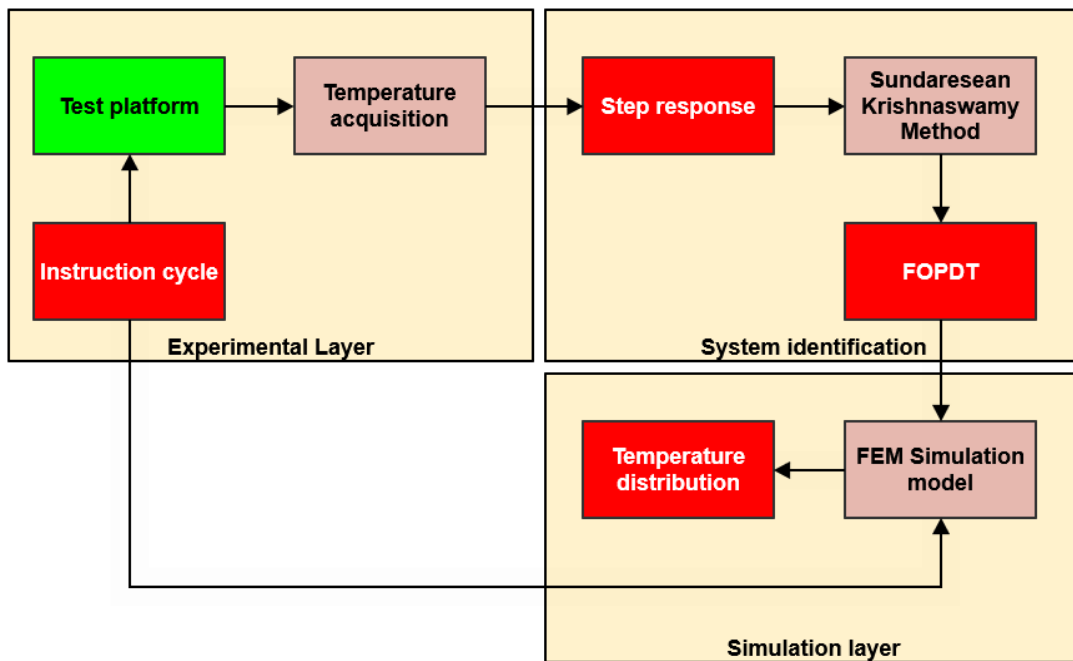 Test platform
Temperature
acquisition
Instruction cycle
Experimental Layer
Step response
Sundaresean
Krishnaswamy
Method
FOPDT
System identification
Temperature
distribution
FEM Simulation
model
Simulation layer